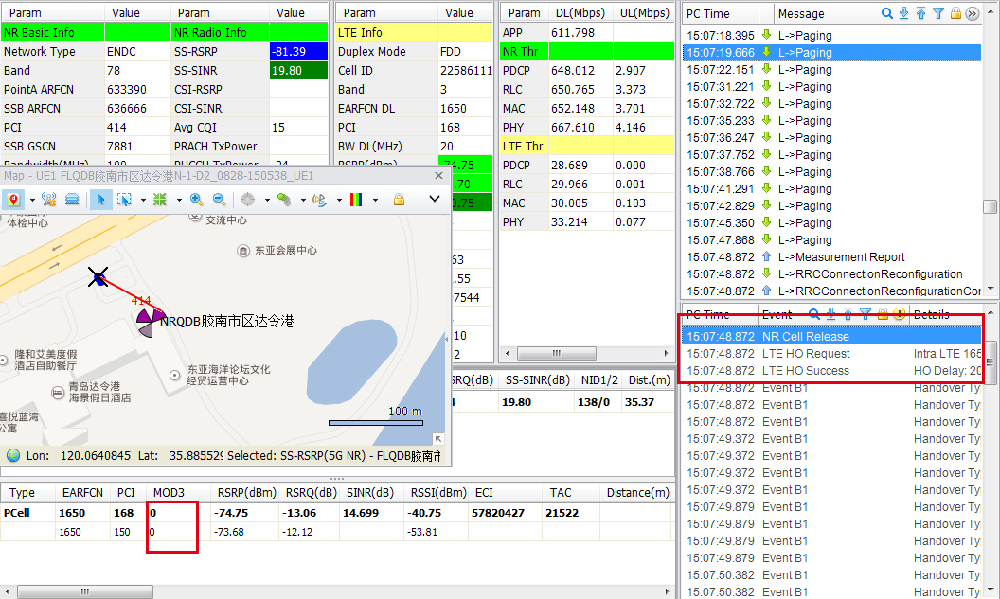 Param Value Param Value
NR Basic Info NR Radio Info
Network Type ENDC SS-RSRP -81.39
Band 78 SS-SINR 19.80
PointA ARFCN 633390 CSI-RSRP
SSB ARFCN 636666 CSI-SINR
PCI 414 Avg CQI 15
SSB GSCN 7881 PRACH TxPower
Param Value
LTE Info
Duplex Mode FDD
Cell ID 22586111
Band 3
EARFCN DL 1650
PCI 168
BW DL(MHz) 20
74.75
.70
0.75
63
.55
7544
10
2
Param DL(Mbps) UL(Mbps)
APP 611.798
NR Thr
PDCP 648.012 2.907
RLC 650.765 3.373
MAC 652.148 3.701
PHY 667.610 4.146
LTE Thr
PDCP 28.689 0.000
RLC 29.966 0.001
MAC 30.005 0.103
PHY 33.214 0.077
PC Time Message
15:07:18.395 L->Paging
15:07:19.666 L->Paging
15:07:22.151 L->Paging
15:07:31.221 L->Paging
15:07:32.722 L->Paging
15:07:35.233 L->Paging
15:07:36.247 L->Paging
15:07:37.752 L->Paging
15:07:38.766 L->Paging
15:07:41.291 L->Paging
15:07:42.829 L->Paging
15:07:45.350 L->Paging
15:07:47.868 L->Paging
15:07:48.872 L->Measurement Report
15:07:48.872 L->RRCConnectionReconfiguration
15:07:48.872 L->RRCConnectionReconfigurationCor
Map - UE1 FLQDB胶南市区达令港N-1-D2_0828-150538_UE1
体检中心
交流中心
东亚会展中心
414
NRQDB胶南市区达令港
隆和艾美度假
酒店自助餐厅
东亚海洋论坛文化
经贸运营中心
青岛达令港
海景假日酒店
喜悦蓝湾
公寓
100 m
Lon: 120.0640845 Lat: 35.885529 Selected: SS-RSRP(5G NR) - FLQDB胶南市
SRQ(dB) SS-SINR(dB) NID1/2 Dist.(m)
4 19.80 138/0 35.37
PC Time Event Details
15:07:48.872 NR Cell Release
15:07:48.872 LTE HO Request Intra LTE 165
15:07:48.872 LTE HO Success HO Delay: 20
15:07:48.872 Event B1 Handover Ty
15:07:48.872 Event B1 Handover Ty
15:07:48.872 Event B1 Handover Ty
15:07:49.372 Event B1 Handover Ty
15:07:49.372 Event B1 Handover Ty
15:07:49.372 Event B1 Handover Ty
15:07:49.372 Event B1 Handover Ty
15:07:49.879 Event B1 Handover Ty
15:07:49.879 Event B1 Handover Ty
15:07:49.879 Event B1 Handover Ty
15:07:49.879 Event B1 Handover Ty
15:07:50.382 Event B1 Handover Ty
15:07:50.382 Event B1 Handover Ty
Type EARFCN PCI MOD3 RSRP(dBm) RSRQ(dB) SINR(dB) RSSI(dBm) ECI TAC Distance(m)
PCell 1650 168 0 -74.75 -13.06 14.699 -40.75 57820427 21522
1650 150 0 -73.68 -12.12 -53.81